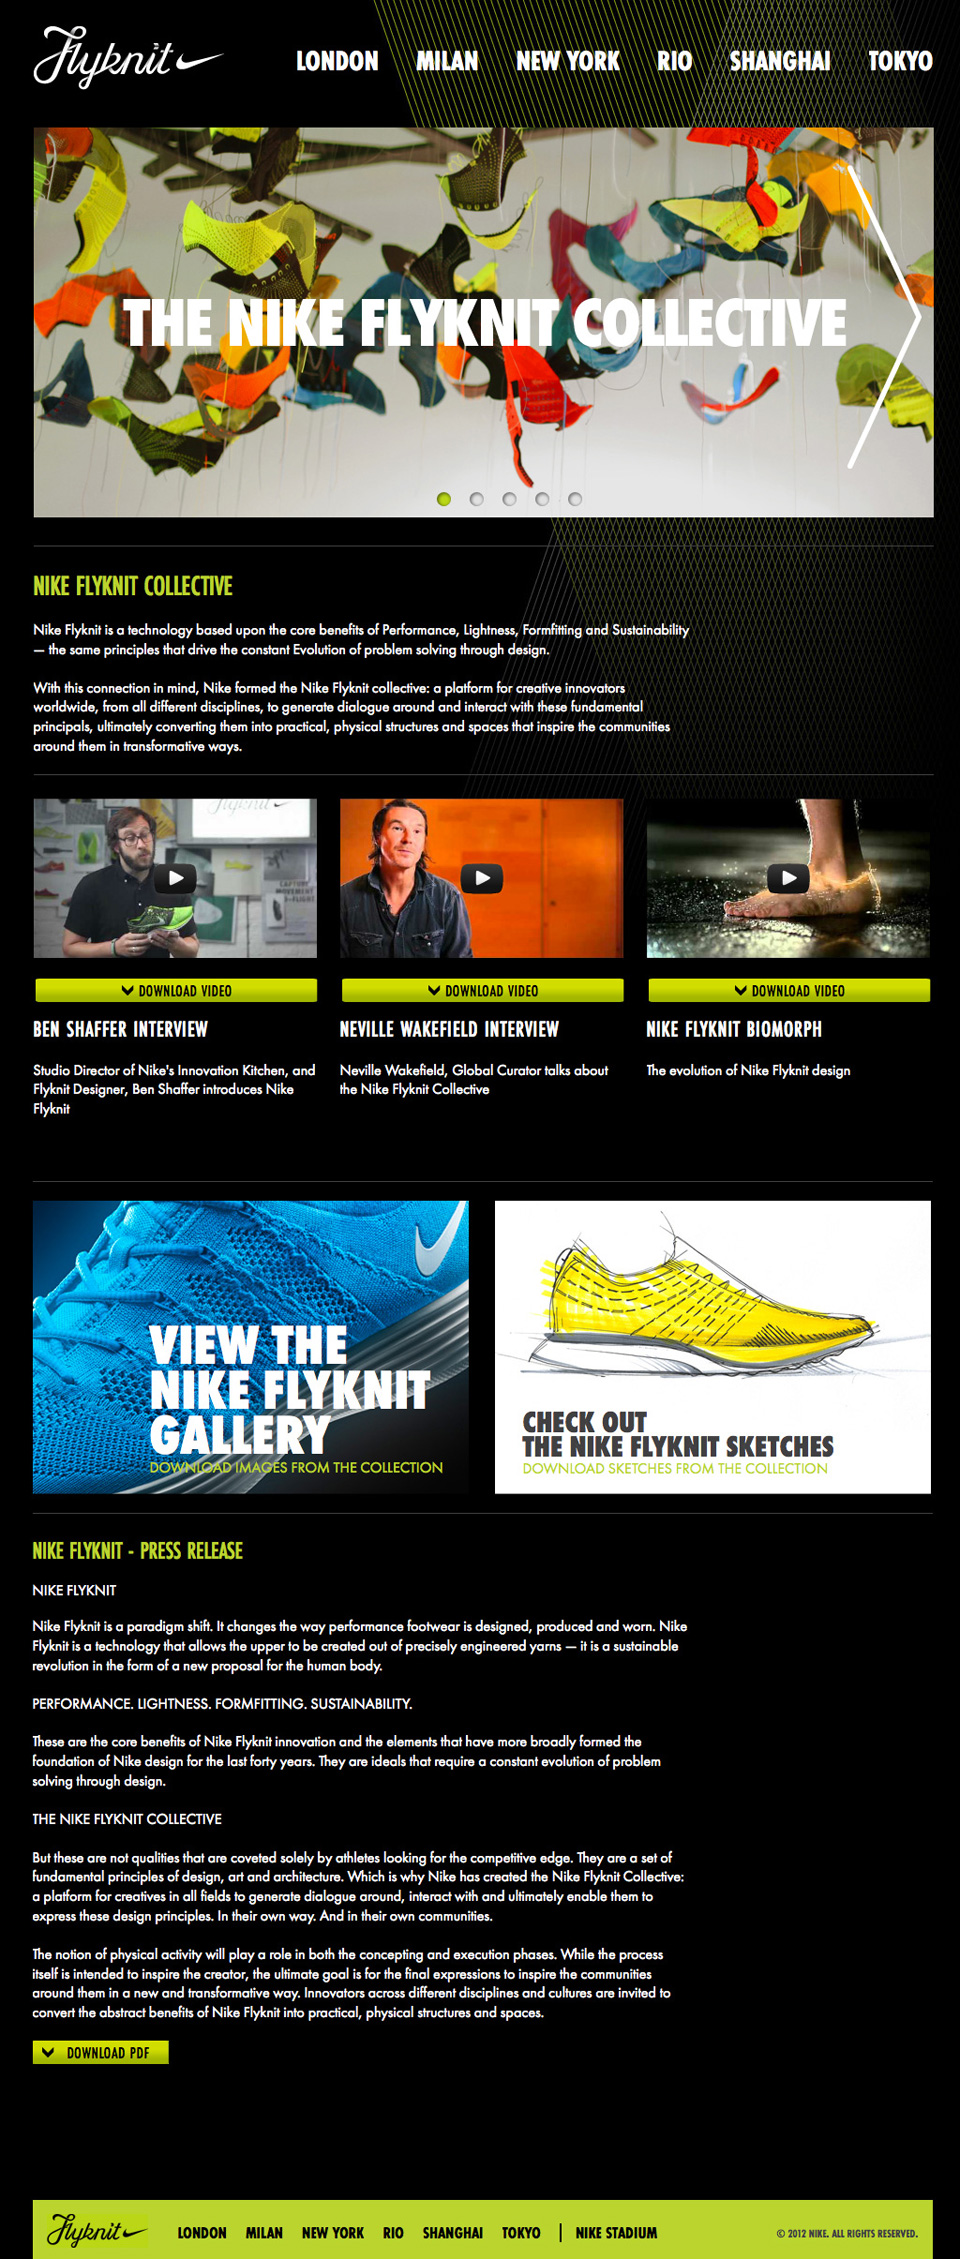 Flyknit
LONDON MILAN NEW YORK RIO SHANGHAI TOKYO
THE NIKE FLYKNIT COLLECTIVE
NIKE FLYKNIT COLLECTIVE
Nike Flyknit is a technology based upon the core benefits of Performance, Lightness, Formfitting and Sustainability
— the same principles that drive the constant Evolution of problem solving through design.
With this connection in mind, Nike formed the Nike Flyknit collective: a platform for creative innovators
worldwide, from all different disciplines, to generate dialogue around and interact with these fundamental
principals, ultimately converting them into practical, physical structures and spaces that inspire the communities
around them in transformative ways.
DOWNLOAD VIDEO
BEN SHAFFER INTERVIEW
Studio Director of Nike's Innovation Kitchen, and
Flyknit Designer, Ben Shaffer introduces Nike
Flyknit
DOWNLOAD VIDEO
NEVILLE WAKEFIELD INTERVIEW
Neville Wakefield, Global Curator talks about
the Nike Flyknit Collective
DOWNLOAD VIDEO
NIKE FLYKNIT BIOMORPH
The evolution of Nike Flyknit design
VIEW THE
NIKE FLYKNIT
GALLERY
DOWNLOAD IMAGES FROM THE COLLECTION
CHECK OUT
THE NIKE FLYKNIT SKETCHES
DOWNLOAD SKETCHES FROM THE COLLECTION
NIKE FLYKNIT - PRESS RELEASE
NIKE FLYKNIT
Nike Flyknit is a paradigm shift. It changes the way performance footwear is designed, produced and worn. Nike
Flyknit is a technology that allows the upper to be created out of precisely engineered yarns — it is a sustainable
revolution in the form of a new proposal for the human body.
PERFORMANCE. LIGHTNESS. FORMFITTING. SUSTAINABILITY.
These are the core benefits of Nike Flyknit innovation and the elements that have more broadly formed the
foundation of Nike design for the last forty years. They are ideals that require a constant evolution of problem
solving through design.
THE NIKE FLYKNIT COLLECTIVE
But these are not qualities that are coveted solely by athletes looking for the competitive edge. They are a set of
fundamental principles of design, art and architecture. Which is why Nike has created the Nike Flyknit Collective:
a platform for creatives in all fields to generate dialogue around, interact with and ultimately enable them to
express these design principles. In their own way. And in their own communities.
The notion of physical activity will play a role in both the concepting and execution phases. While the process
itself is intended to inspire the creator, the ultimate goal is for the final expressions to inspire the communities
around them in a new and transformative way. Innovators across different disciplines and cultures are invited to
convert the abstract benefits of Nike Flyknit into practical, physical structures and spaces.
DOWNLOAD PDF
Flyknit LONDON MILAN NEW YORK RIO SHANGHAI TOKYO | NIKE STADIUM © 2012 NIKE. ALL RIGHTS RESERVED.